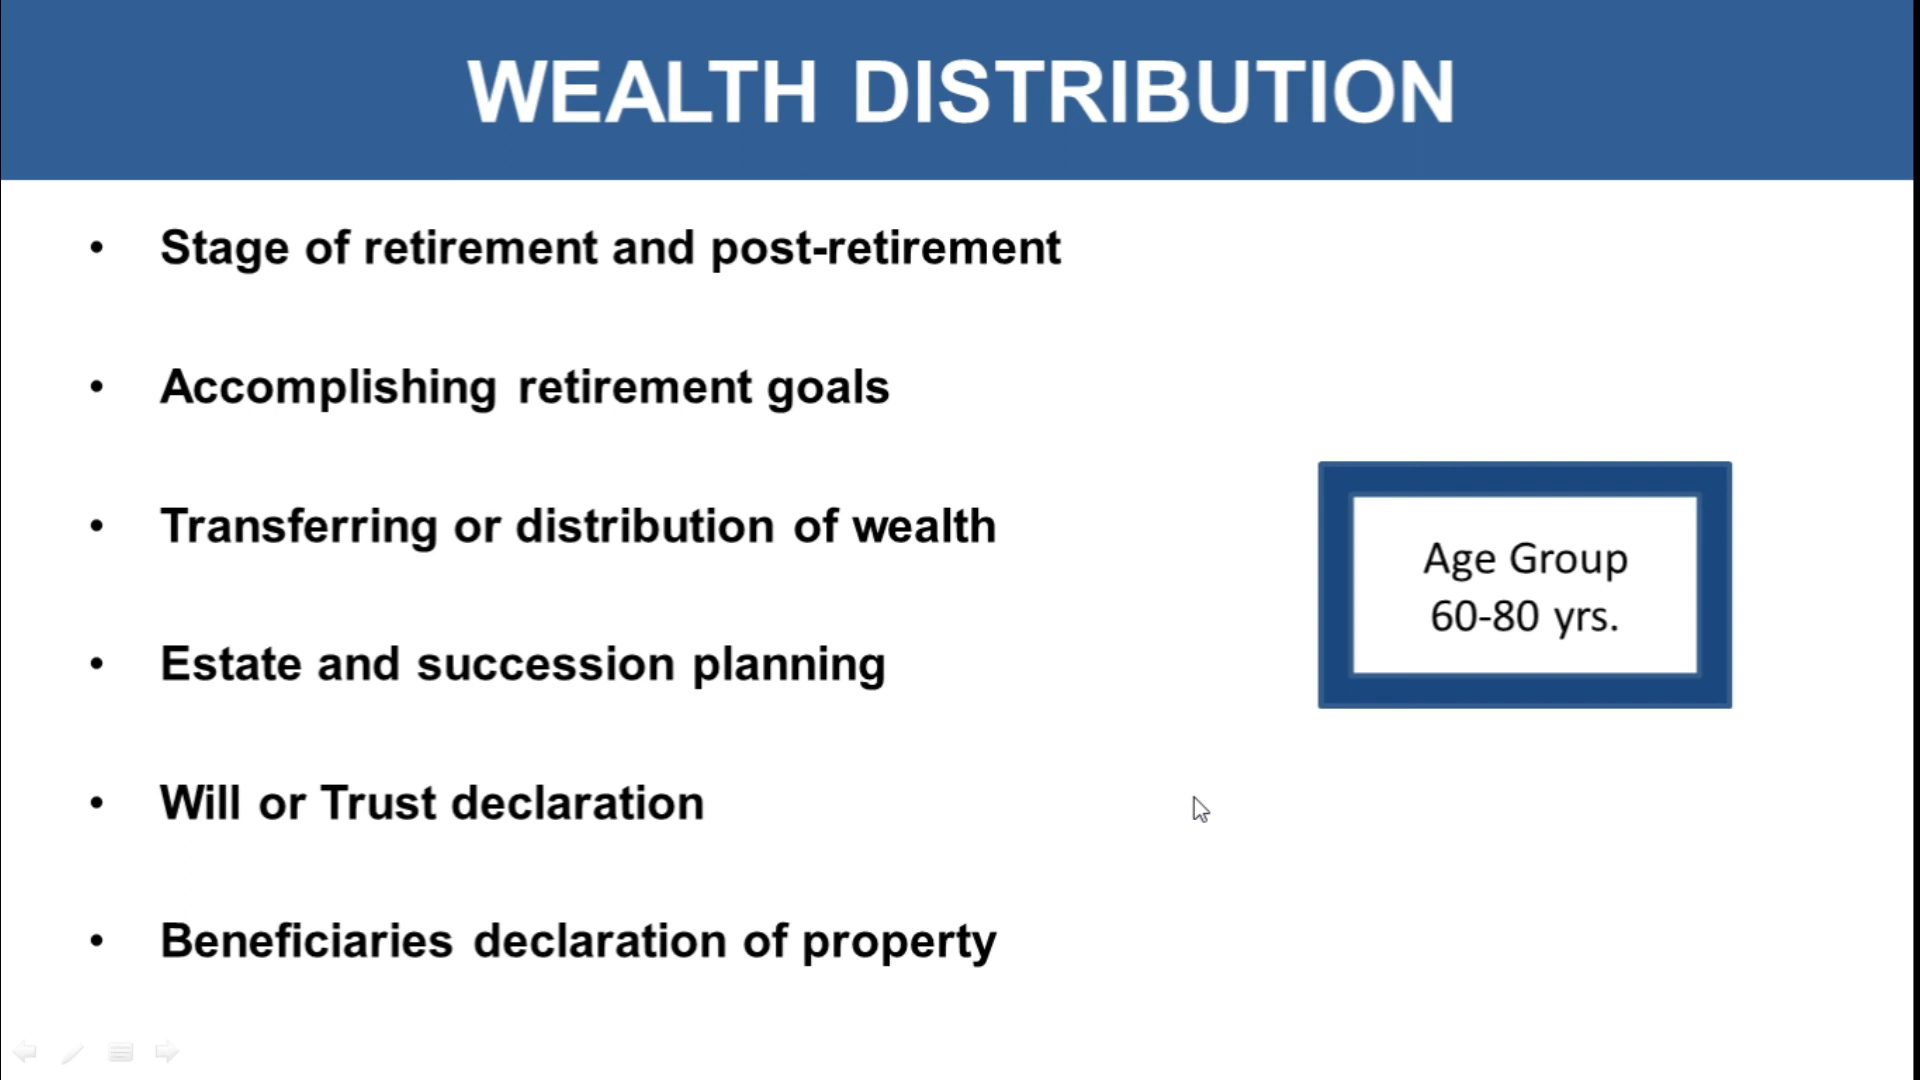 WEALTH DISTRIBUTION
• Stage of retirement and post-retirement
• Accomplishing retirement goals
• Transferring or distribution of wealth
• Estate and succession planning
• Will or Trust declaration
• Beneficiaries declaration of property
Age Group
60-80 yrs.